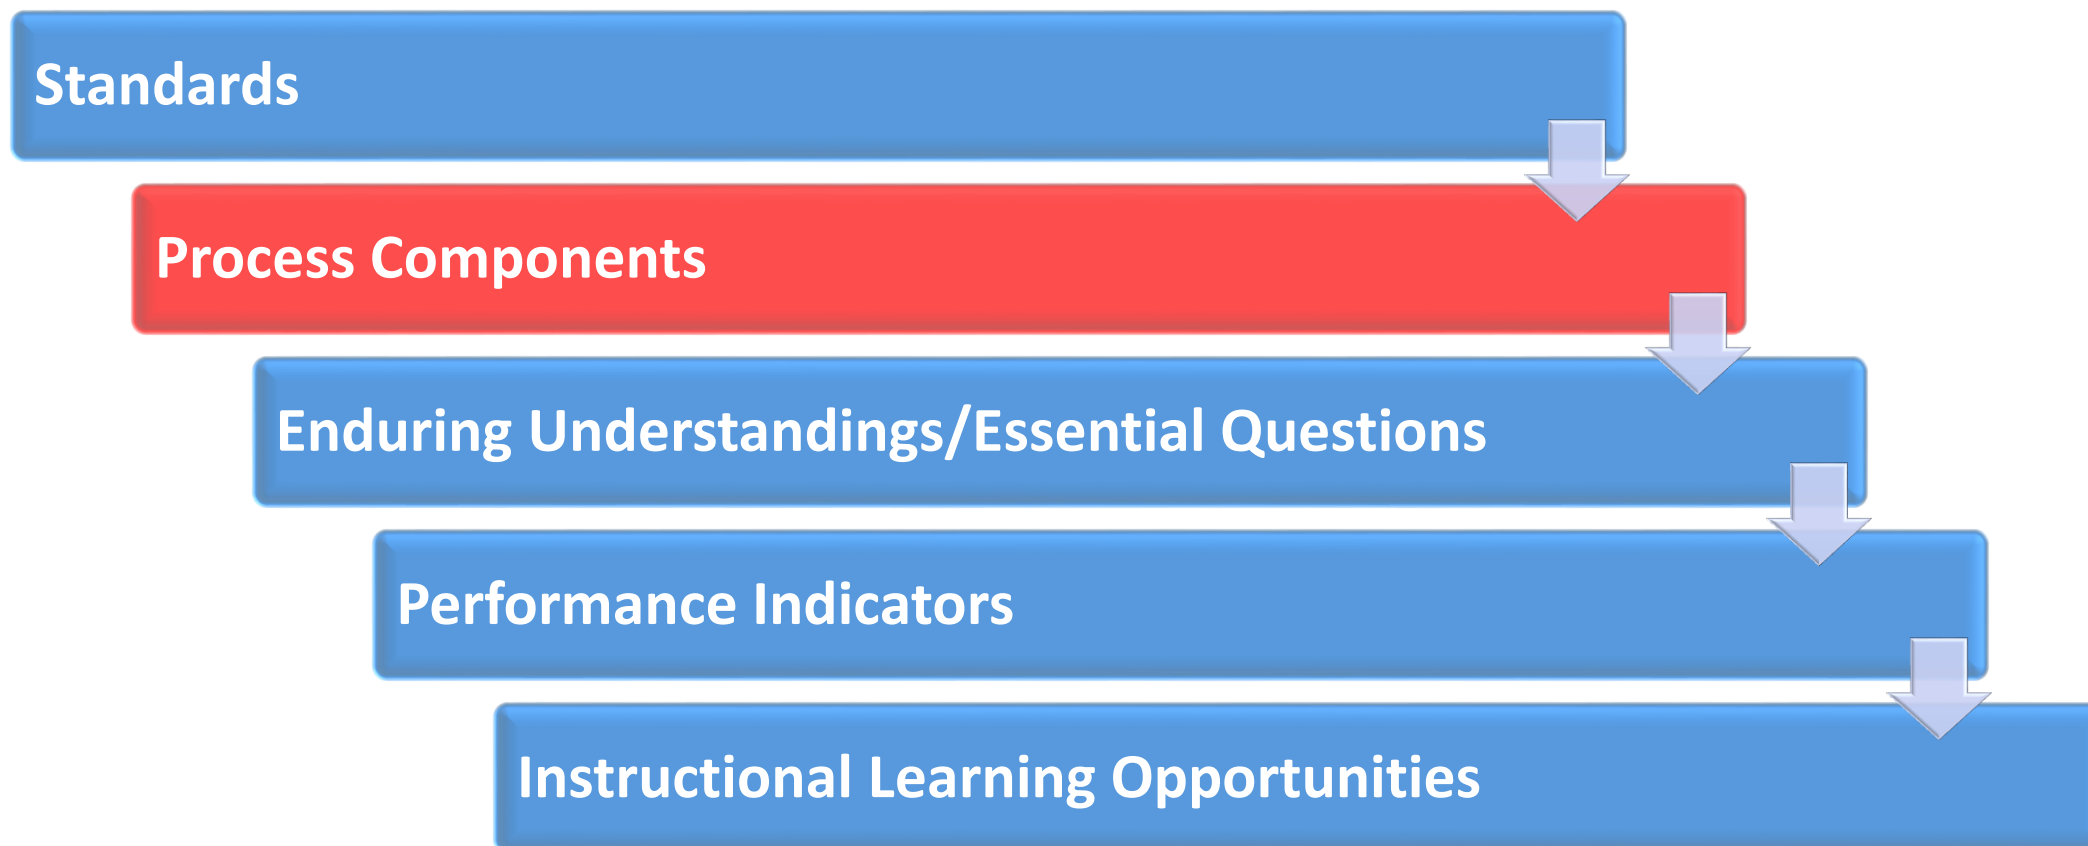 Standards
Process Components
Enduring Understandings/Essential Questions
Performance Indicators
Instructional Learning Opportunities